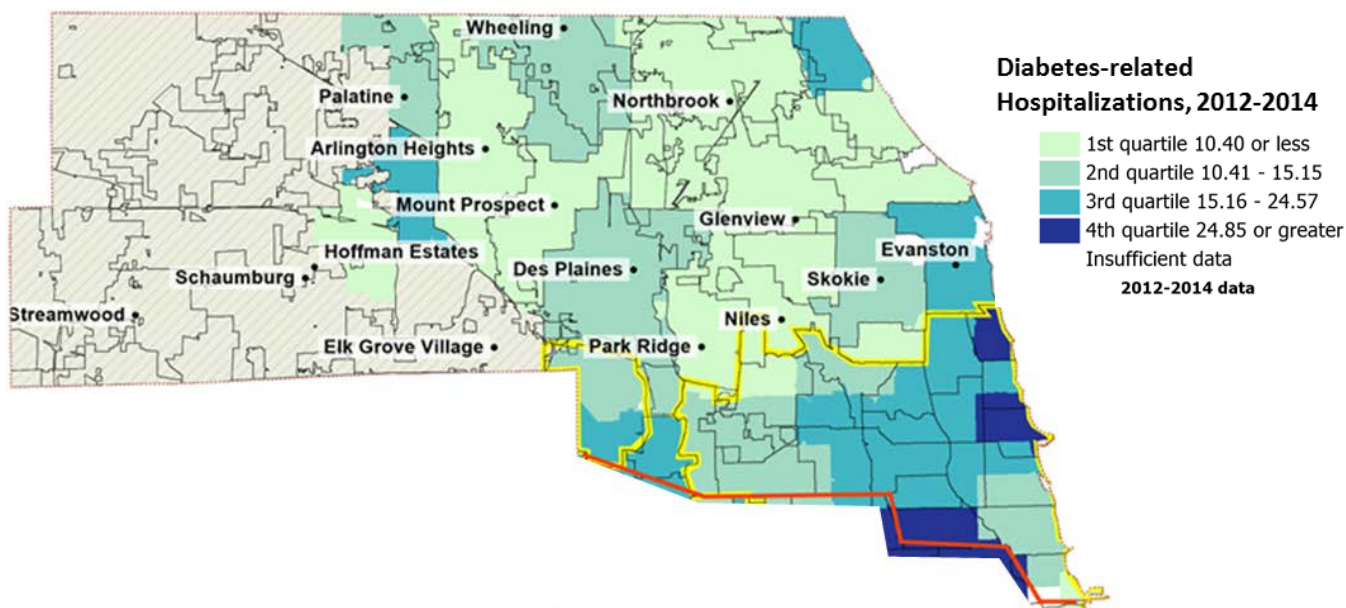 Wheeling
Palatine
Northbrook
Arlington Heights
Mount Prospect
Glenview
Hoffman Estates
Evanston
Schaumburg
Des Plaines
Skokie
Streamwood
Niles
Elk Grove Village
Park Ridge
Diabetes-related
Hospitalizations, 2012-2014
1st quartile 10.40 or less
2nd quartile 10.41 - 15.15
3rd quartile 15.16 - 24.57
4th quartile 24.85 or greater
Insufficient data
2012-2014 data